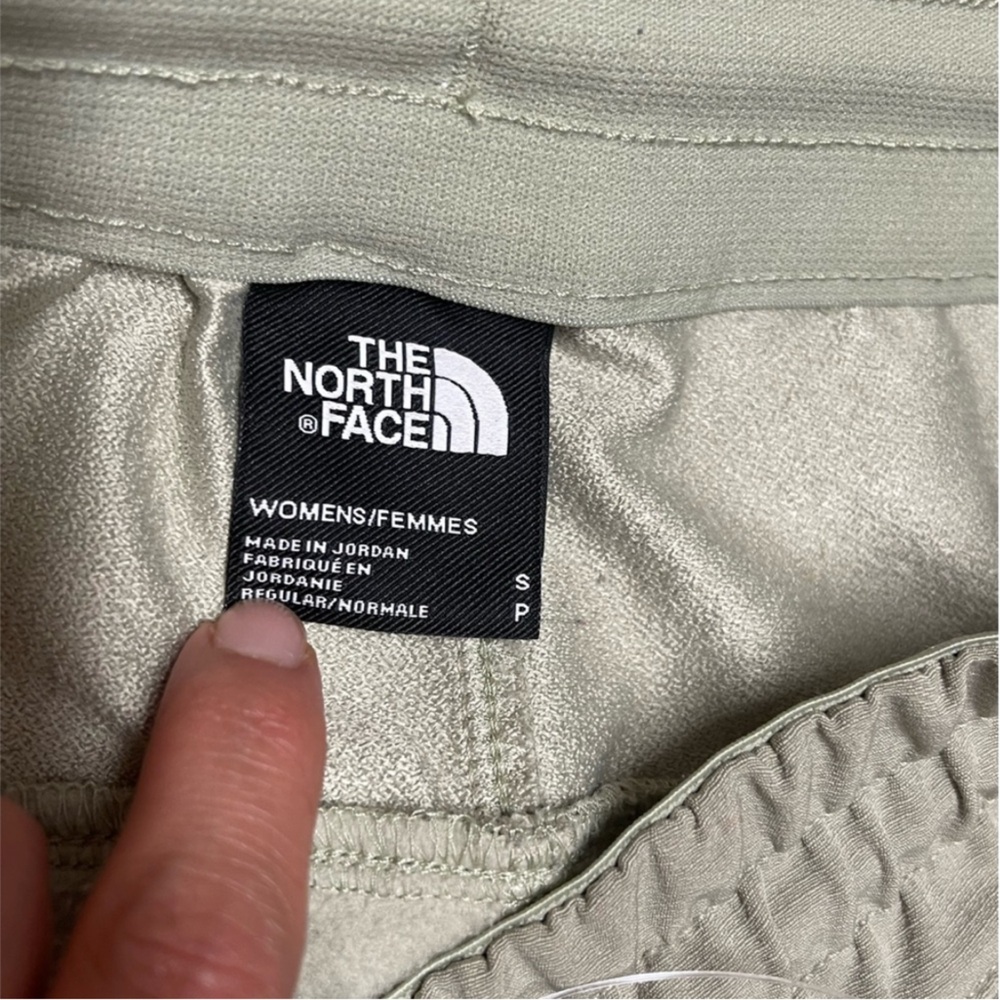 THE
NORTH
®FACE
WOMENS/FEMMES
MADE IN JORDAN
FABRIQUÉ EN
JORDANIE
REGULAR/NORMALE
S
P